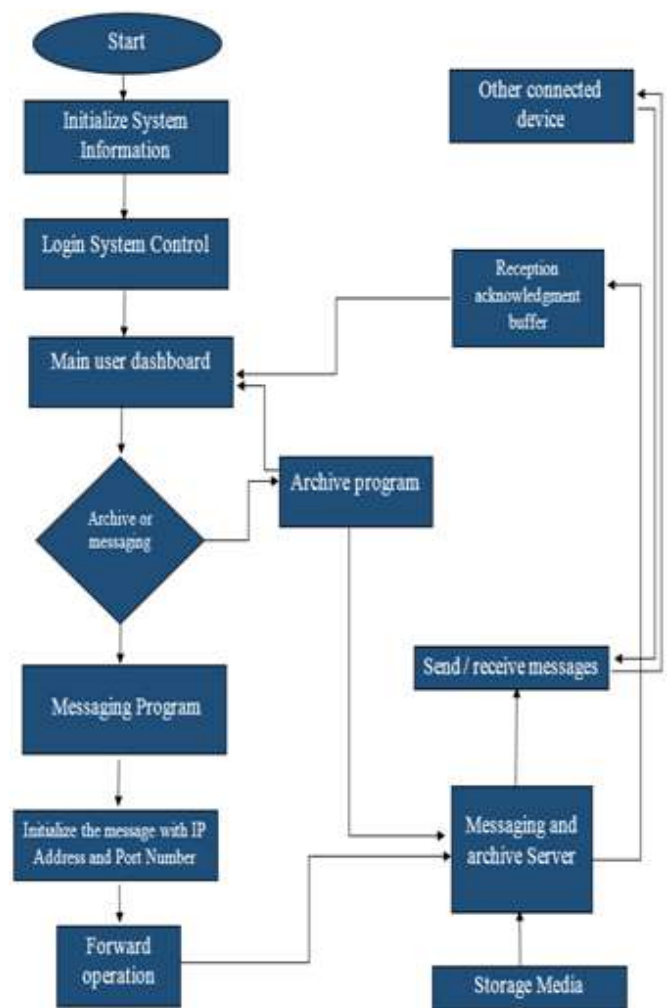 Start
Initialize System
Information
Login System Control
Main user dashboard
Archive or
messaging
Messaging Program
Initialize the message with IP
Address and Port Number
Forward
operation
Archive program
Other connected
device
Reception
acknowledgment
buffer
Send / receive messages
Messaging and
archive Server
Storage Media